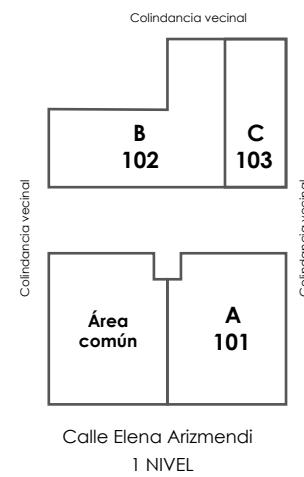 Colindancia vecinal
B
102
C
103
Colindancia vecinal
Colindancia vecinal
Área
común
A
101
Calle Elena Arizmendi
1 NIVEL